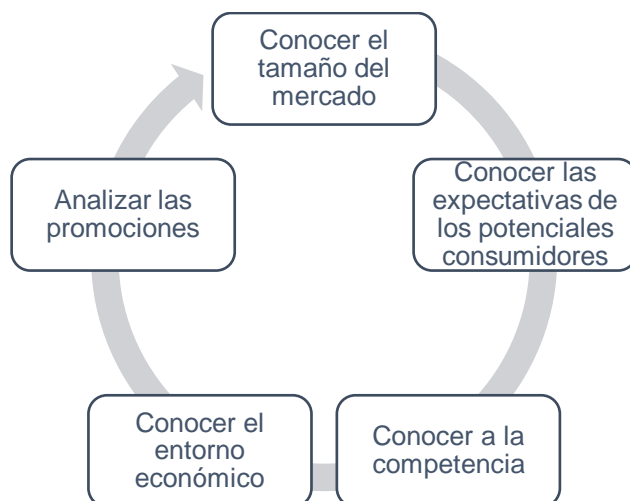 Conocer el
tamaño del
mercado
Conocer las
expectativas de
los potenciales
consumidores
Conocer a la
competencia
Conocer el
entorno
económico
Analizar las
promociones